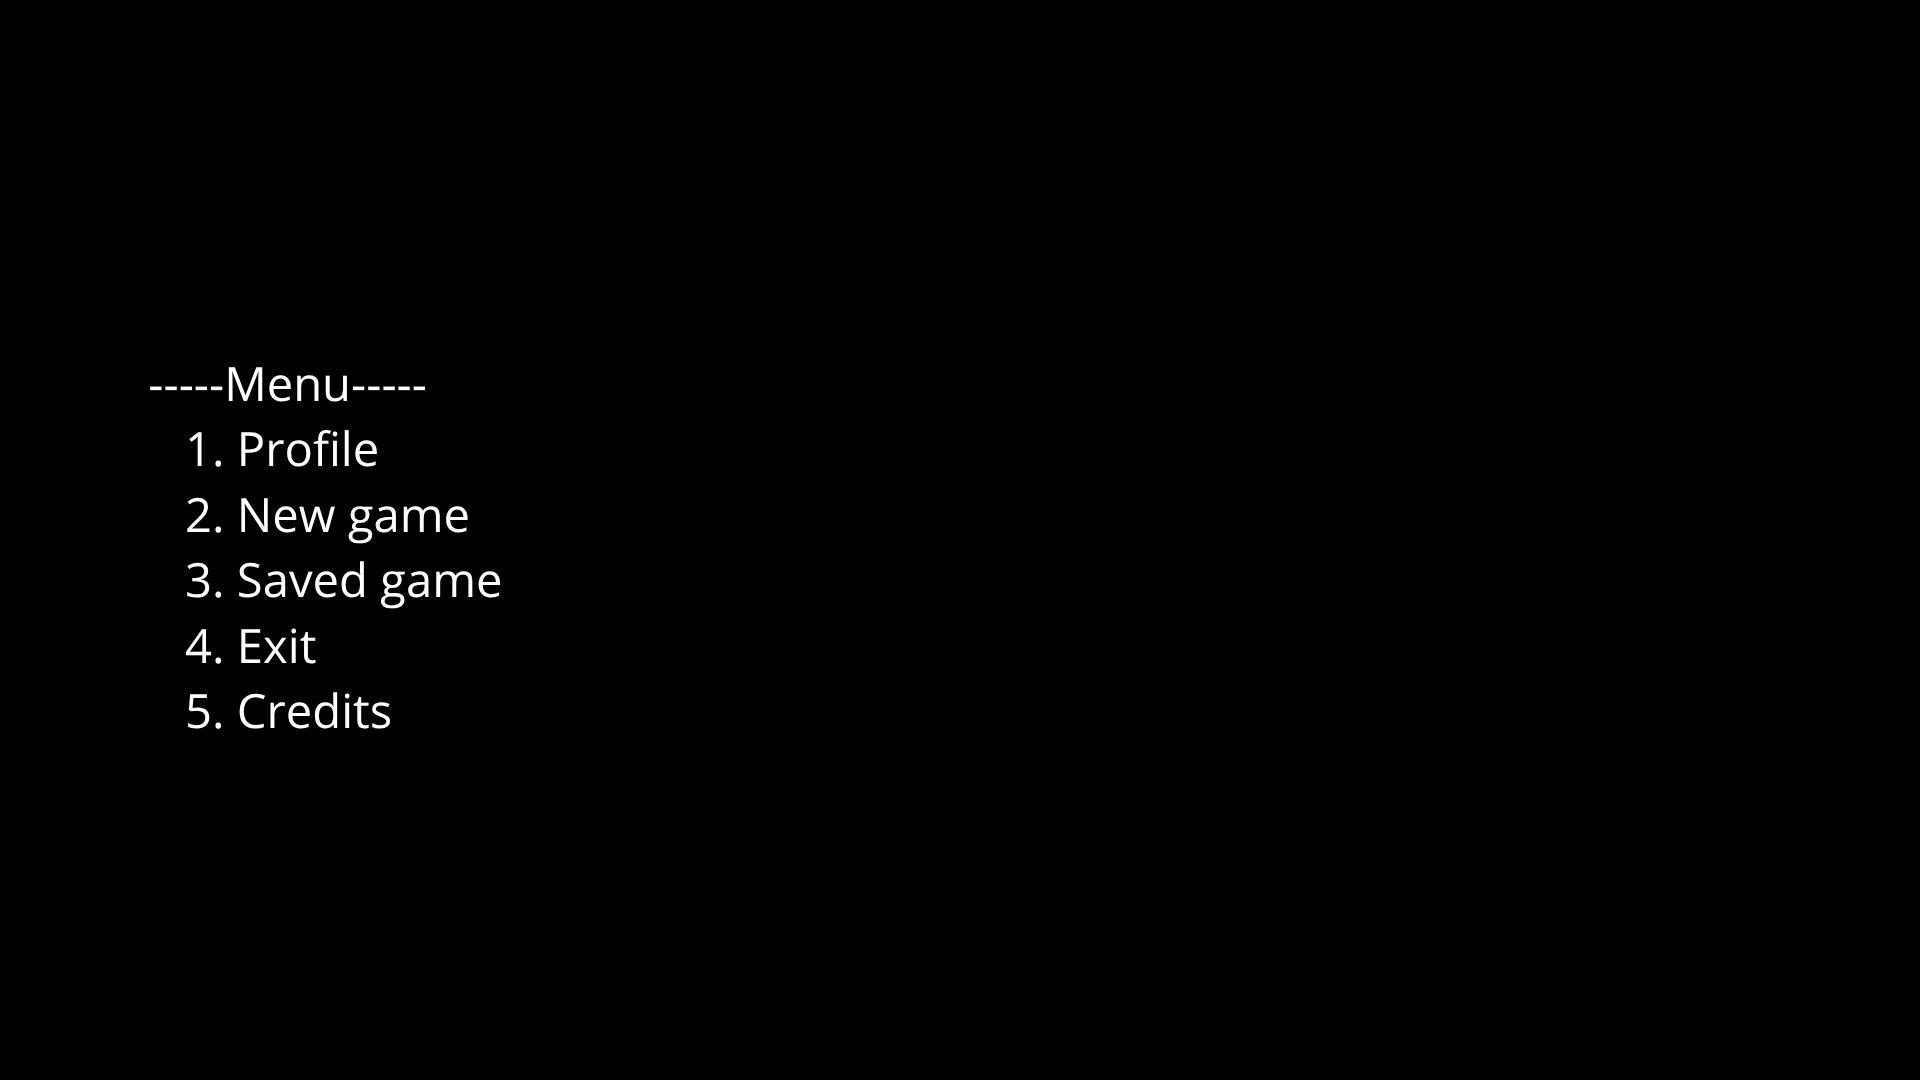 -----Menu-----
1. Profile
2. New game
3. Saved game
4. Exit
5. Credits